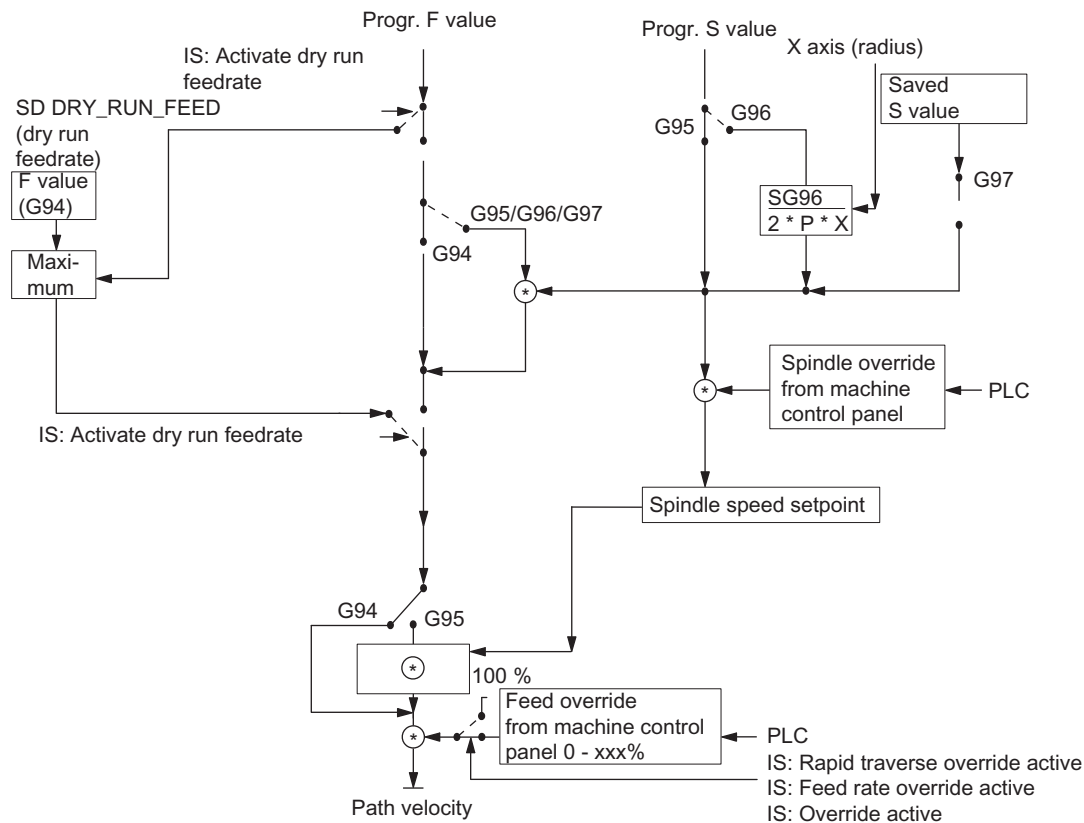 Progr. F value
Progr. S value
IS: Activate dry run
feedrate
X axis (radius)
SD DRY_RUN_FEED
(dry run
feedrate)
Saved
S value
G95
G96
F value
(G94)
G97
SG96
2 * P * X
G95/G96/G97
G94
Maxi-
mum
*
Spindle override
from machine
control panel
*
PLC
IS: Activate dry run feedrate
Spindle speed setpoint
G94
G95
*
100 %
Feed override
from machine control
panel 0 - xxx%
*
PLC
IS: Rapid traverse override active
IS: Feed rate override active
IS: Override active
Path velocity